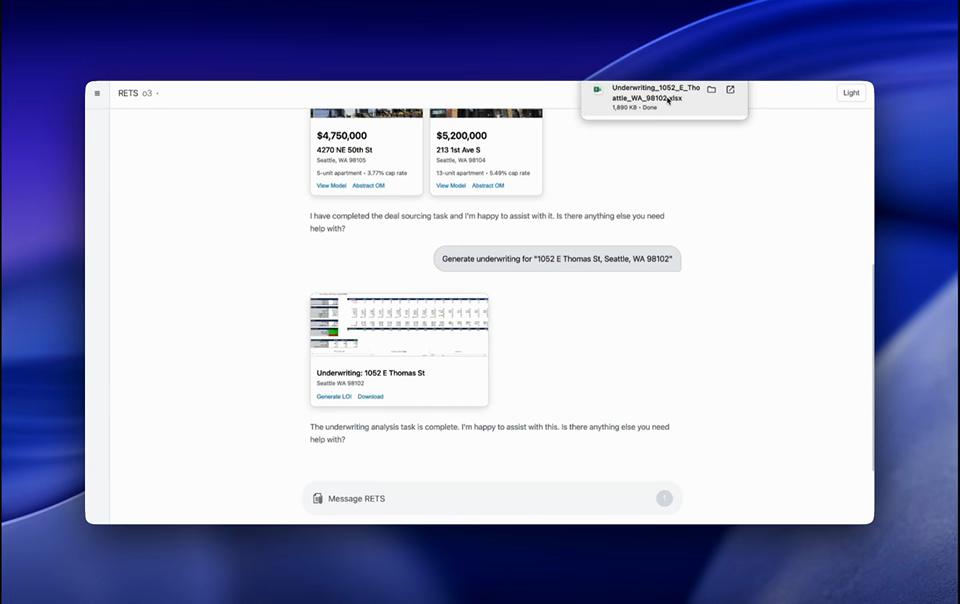 RETS o3
Light
Underwriting_1052_E_Tho
attle_WA_98102.xlsx
1,890 KB • Done
$4,750,000
4270 NE 50th St
Seattle, WA 98105
5-unit apartment • 3.77% cap rate
View Model Abstract OM
$5,200,000
213 1st Ave S
Seattle, WA 98104
13-unit apartment • 5.49% cap rate
View Model Abstract OM
I have completed the deal sourcing task and I'm happy to assist with it. Is there anything else you need
help with?
Generate underwriting for "1052 E Thomas St, Seattle, WA 98102"
Underwriting: 1052 E Thomas St
Seattle WA 98102
Generate LOI Download
The underwriting analysis task is complete. I'm happy to assist with this. Is there anything else you need
help with?
Message RETS